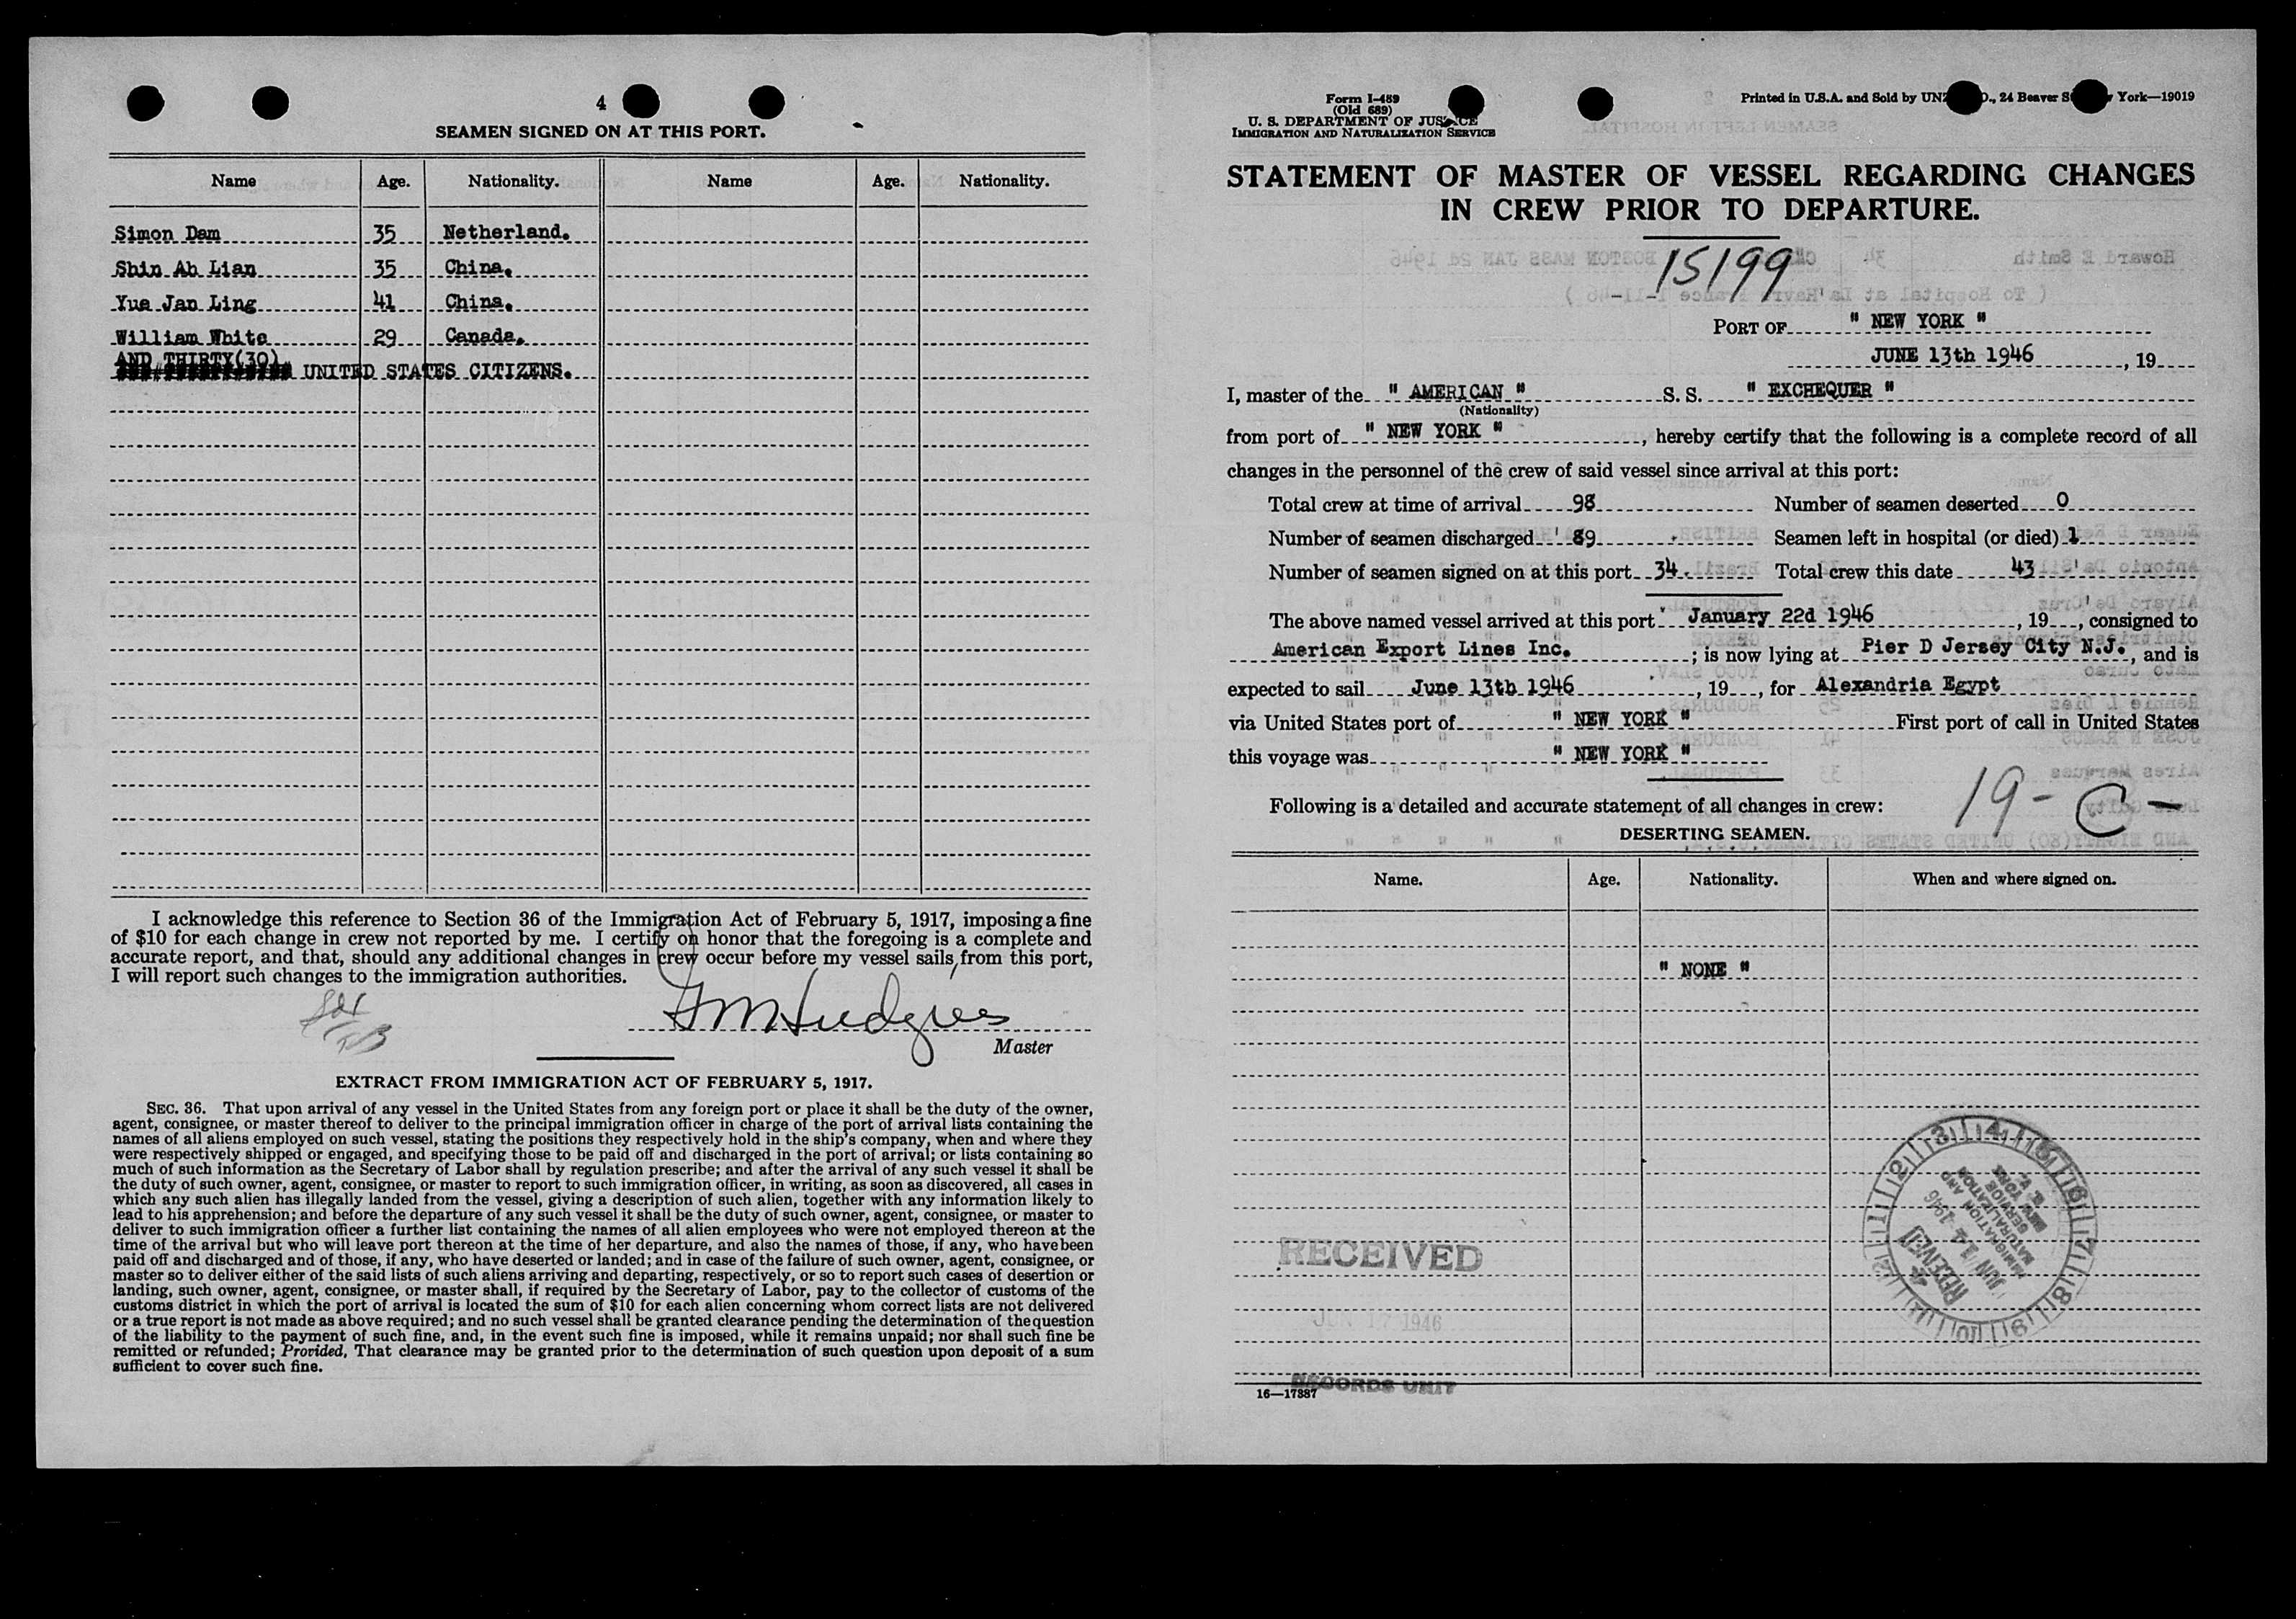 4
SEAMEN SIGNED ON AT THIS PORT.
Name Age. Nationality. Name Age. Nationality.
Simon Dam 35 Netherland.
Shin Ah Lian 35 China.
Yue Jan Ling 41 China.
William White 29 Canada.
AND THIRTY(30)
UNITED STATES CITIZENS.
I acknowledge this reference to Section 36 of the Immigration Act of February 5, 1917, imposing a fine
of $10 for each change in crew not reported by me. I certify on honor that the foregoing is a complete and
accurate report, and that, should any additional changes in crew occur before my vessel sails from this port,
I will report such changes to the immigration authorities.
Master
EXTRACT FROM IMMIGRATION ACT OF FEBRUARY 5, 1917.
SEC. 36. That upon arrival of any vessel in the United States from any foreign port or place it shall be the duty of the owner,
agent, consignee, or master thereof to deliver to the principal immigration officer in charge of the port of arrival lists containing the
names of all aliens employed on such vessel, stating the positions they respectively hold in the ship's company, when and where they
were respectively shipped or engaged, and specifying those to be paid off and discharged in the port of arrival; or lists containing so
much of such information as the Secretary of Labor shall by regulation prescribe; and after the arrival of any such vessel it shall be
the duty of such owner, agent, consignee, or master to report to such immigration officer, in writing, as soon as discovered, all cases in
which any such alien has illegally landed from the vessel, giving a description of such alien, together with any information likely to
lead to his apprehension; and before the departure of any such vessel it shall be the duty of such owner, agent, consignee, or master to
deliver to such immigration officer a further list containing the names of all alien employees who were not employed thereon at the
time of the arrival but who will leave port thereon at the time of her departure, and also the names of those, if any, who have been
paid off and discharged and of those, if any, who have deserted or landed; and in case of the failure of such owner, agent, consignee, or
master so to deliver either of the said lists of such aliens arriving and departing, respectively, or so to report such cases of desertion or
landing, such owner, agent, consignee, or master shall, if required by the Secretary of Labor, pay to the collector of customs of the
customs district in which the port of arrival is located the sum of $10 for each alien concerning whom correct lists are not delivered
or a true report is not made as above required; and no such vessel shall be granted clearance pending the determination of the question
of the liability to the payment of such fine, and, in the event such fine is imposed, while it remains unpaid; nor shall such fine be
remitted or refunded; Provided, That clearance may be granted prior to the determination of such question upon deposit of a sum
sufficient to cover such fine.
Form I-489
(Old 689)
U. S. DEPARTMENT OF JUSTICE
IMMIGRATION AND NATURALIZATION SERVICE
Printed in U.S.A. and Sold by UNZ O., 24 Beaver S York—19019
STATEMENT OF MASTER OF VESSEL REGARDING CHANGES
IN CREW PRIOR TO DEPARTURE.
15199
PORT OF " NEW YORK "
JUNE 13th 1946, 19
I, master of the " AMERICAN " S. S. " EXCHEQUER "
(Nationality)
from port of " NEW YORK ", hereby certify that the following is a complete record of all
changes in the personnel of the crew of said vessel since arrival at this port:
Total crew at time of arrival 98 Number of seamen deserted 0
Number of seamen discharged 89 Seamen left in hospital (or died) 1
Number of seamen signed on at this port 34. Total crew this date 43
The above named vessel arrived at this port January 22d 1946, 19, consigned to
American Export Lines Inc.; is now lying at Pier D Jersey City N.J., and is
expected to sail June 13th 1946, 19, for Alexandria Egypt
via United States port of " NEW YORK " First port of call in United States
this voyage was " NEW YORK "
Following is a detailed and accurate statement of all changes in crew:
19-C-
DESERTING SEAMEN.
Name. Age. Nationality. When and where signed on.
" NONE "
RECEIVED
JUN 17 1946
RECORDS UNIT
RECEIVED
JUN 14 1946
IMMIGRATION AND
NATURALIZATION
SERVICE
NEW YORK
N. Y.
1 2 3 4 5 6 7 8 9 10 11 12
16—17887